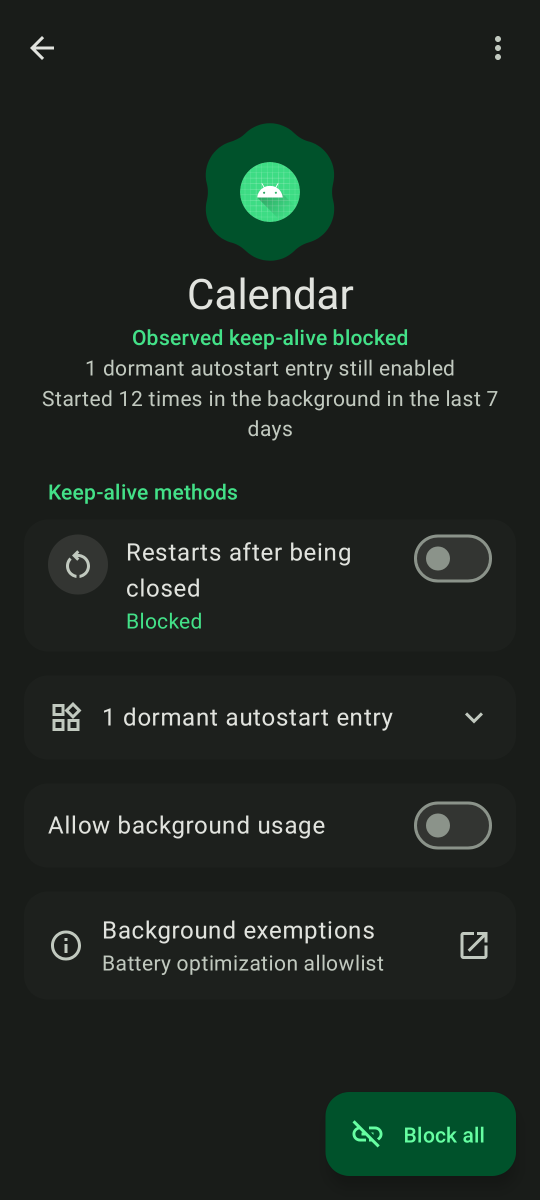 Calendar
Observed keep-alive blocked
1 dormant autostart entry still enabled
Started 12 times in the background in the last 7
days
Keep-alive methods
Restarts after being
closed
Blocked
1 dormant autostart entry
Allow background usage
Background exemptions
Battery optimization allowlist
Block all